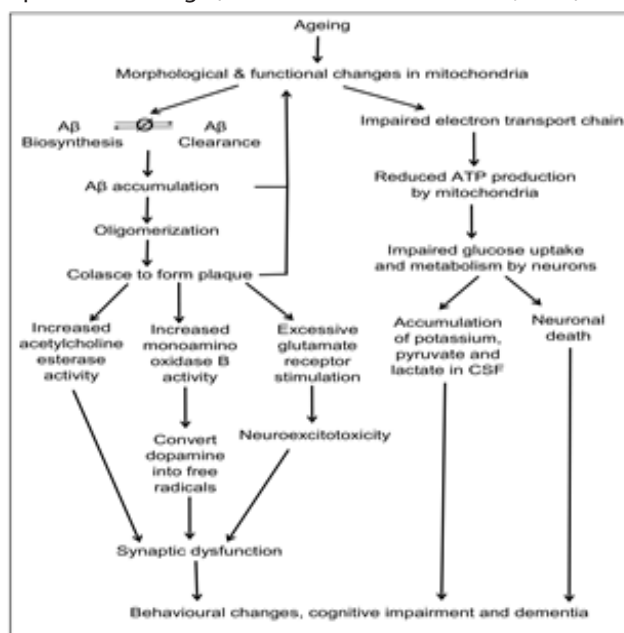 Ageing
Morphological & functional changes in mitochondria
Aβ
Biosynthesis
Aβ
Clearance
Impaired electron transport chain
Aβ accumulation
Reduced ATP production
by mitochondria
Oligomerization
Impaired glucose uptake
and metabolism by neurons
Colasce to form plaque
Increased
acetylcholine
esterase
activity
Increased
monoamino
oxidase B
activity
Excessive
glutamate
receptor
stimulation
Accumulation
of potassium,
pyruvate and
lactate in CSF
Neuronal
death
Convert
dopamine
into free
radicals
Neuroexcitotoxicity
Synaptic dysfunction
Behavioural changes, cognitive impairment and dementia